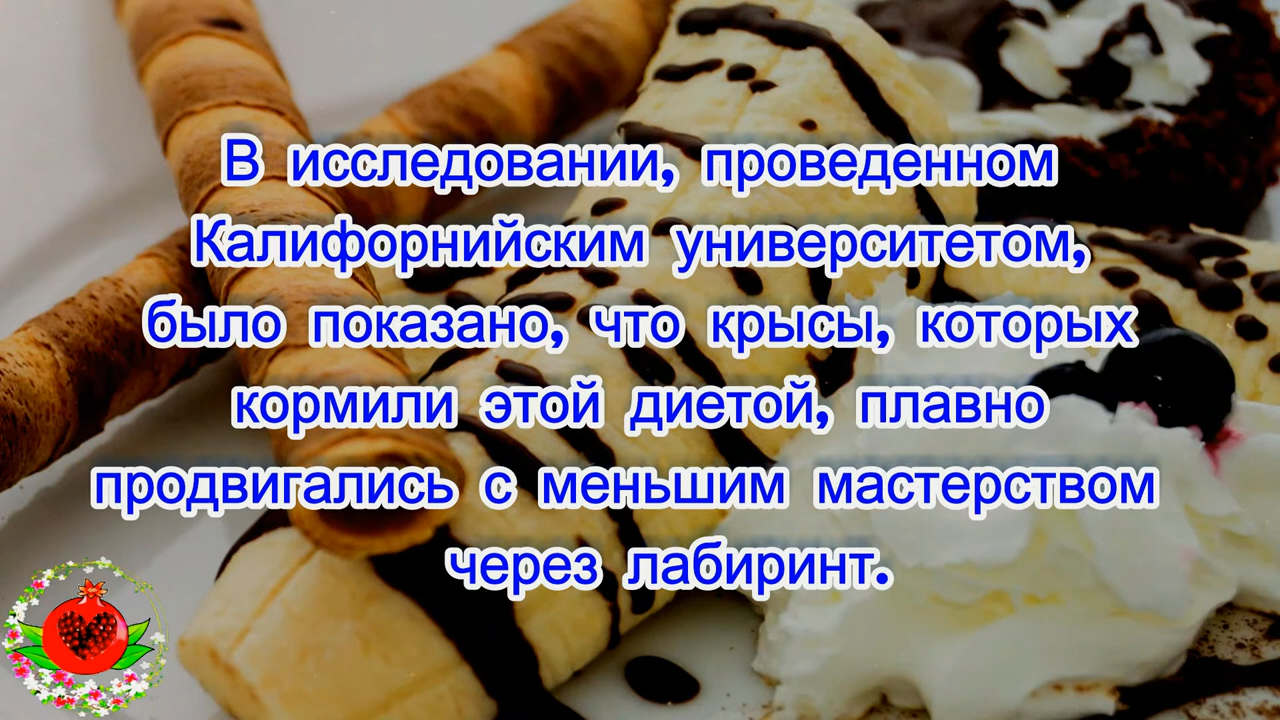 В исследовании, проведенном
Калифорнийским университетом,
было показано, что крысы, которых
кормили этой диетой, плавно
продвигались с меньшим мастерством
через лабиринт.